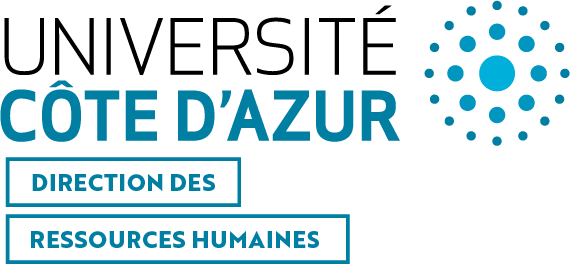 UNIVERSITÉ
CÔTE D'AZUR
DIRECTION DES
RESSOURCES HUMAINES